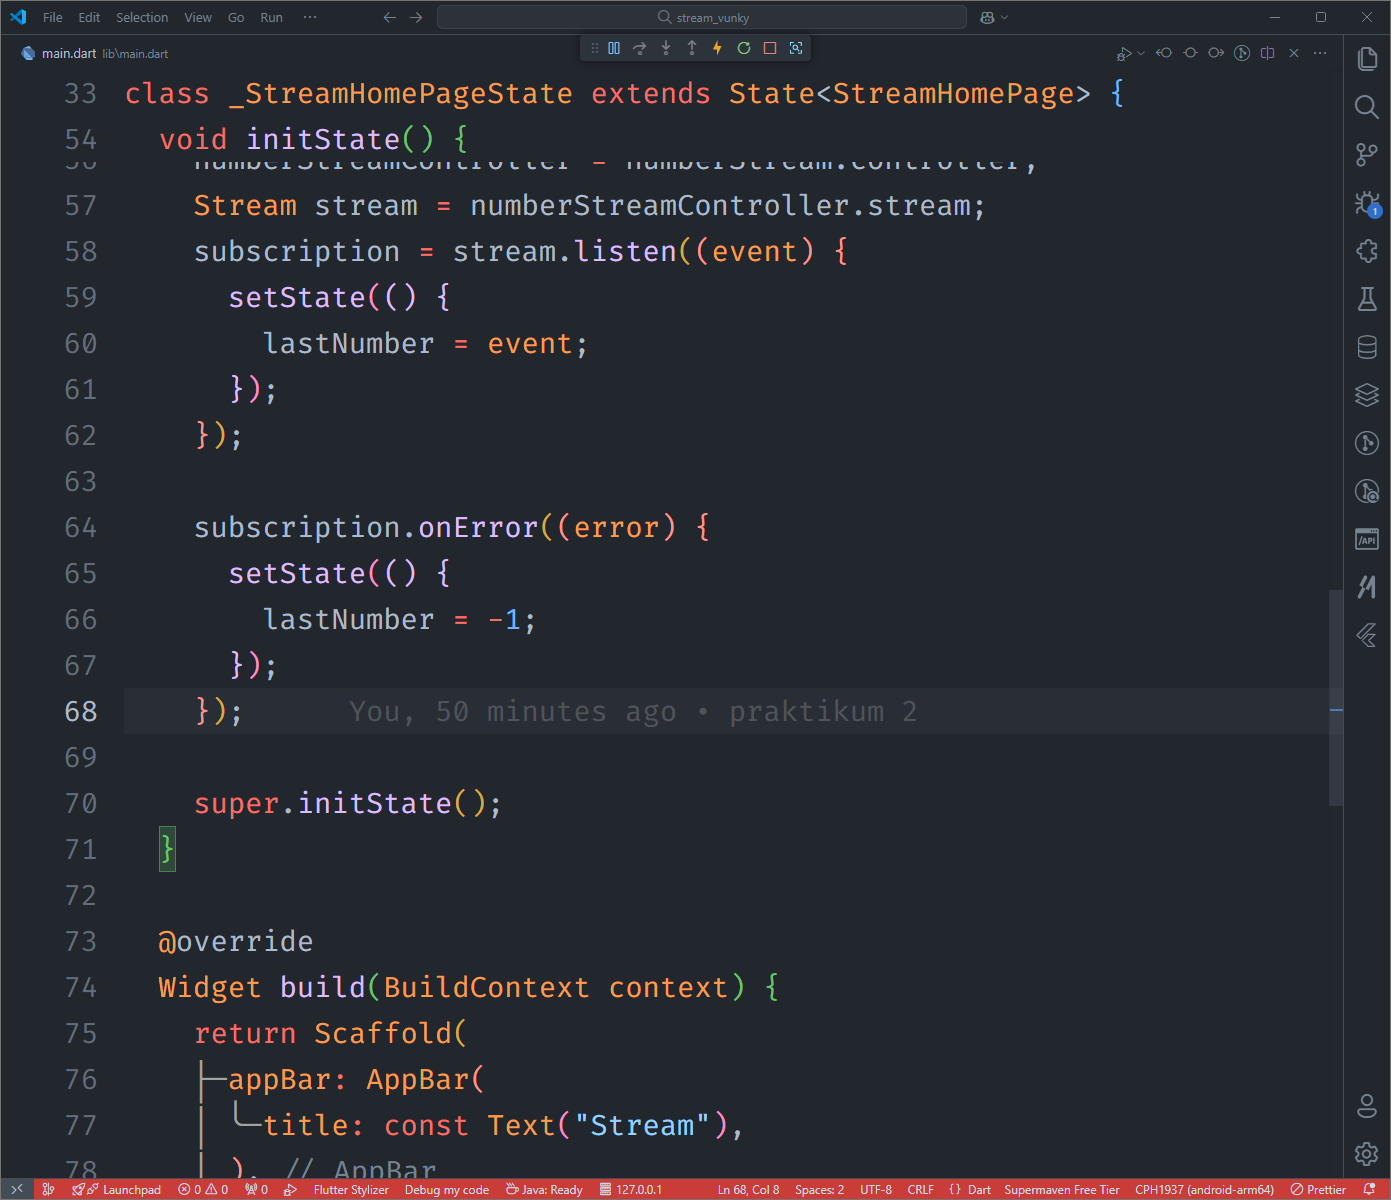 File Edit Selection View Go Run ··· stream_vunky
main.dart lib\main.dart
33 class _StreamHomePageState extends State<StreamHomePage> {
54 void initState() {
56 numberStreamController = numberStream.controller;
57 Stream stream = numberStreamController.stream;
58 subscription = stream.listen((event) {
59 setState(() {
60 lastNumber = event;
61 });
62 });
63
64 subscription.onError((error) {
65 setState(() {
66 lastNumber = -1;
67 });
68 }); You, 50 minutes ago • praktikum 2
69
70 super.initState();
71 }
72
73 @override
74 Widget build(BuildContext context) {
75 return Scaffold(
76 appBar: AppBar(
77 title: const Text("Stream"),
78 ), // AppBar
1
/API
Launchpad 0 0 0 Flutter Stylizer Debug my code Java: Ready 127.0.0.1 Ln 68, Col 8 Spaces: 2 UTF-8 CRLF {} Dart Supermaven Free Tier CPH1937 (android-arm64) Prettier